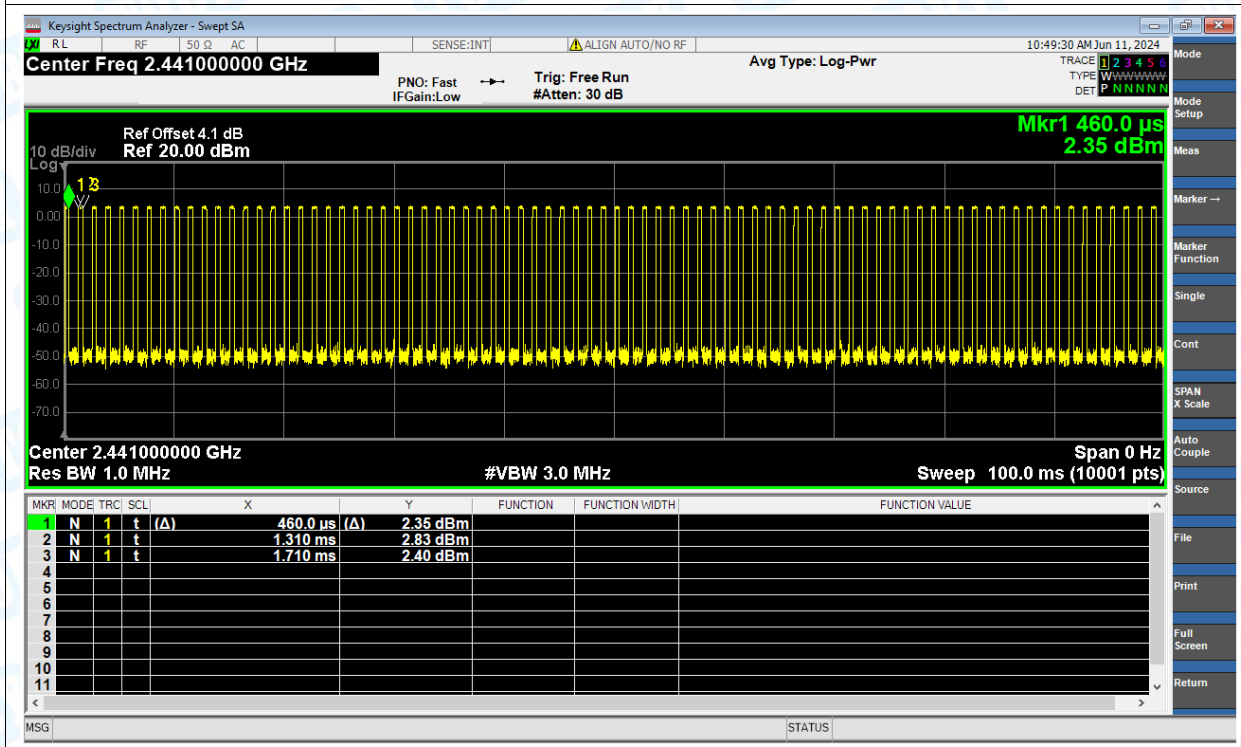 Keysight Spectrum Analyzer - Swept SA
LXI RL RF 50 Ω AC SENSE:INT ALIGN AUTO/NO RF 10:49:30 AM Jun 11, 2024
Center Freq 2.441000000 GHz
PNO: Fast
IFGain:Low
Trig: Free Run
#Atten: 30 dB
Avg Type: Log-Pwr
TRACE 1 2 3 4 5 6
TYPE WWWWWW
DET P N N N N N
Mkr1 460.0 µs
2.35 dBm
Ref Offset 4.1 dB
10 dB/div Ref 20.00 dBm
Log
10.0
0.00
-10.0
-20.0
-30.0
-40.0
-50.0
-60.0
-70.0
1 2 3
Center 2.441000000 GHz Span 0 Hz
Res BW 1.0 MHz #VBW 3.0 MHz Sweep 100.0 ms (10001 pts)
MKR MODE TRC SCL X Y FUNCTION FUNCTION WIDTH FUNCTION VALUE
1 N 1 t (Δ) 460.0 µs (Δ) 2.35 dBm
2 N 1 t 1.310 ms 2.83 dBm
3 N 1 t 1.710 ms 2.40 dBm
4
5
6
7
8
9
10
11
MSG STATUS
Mode
Mode Setup
Meas
Marker →
Marker Function
Single
Cont
SPAN X Scale
Auto Couple
Source
File
Print
Full Screen
Return